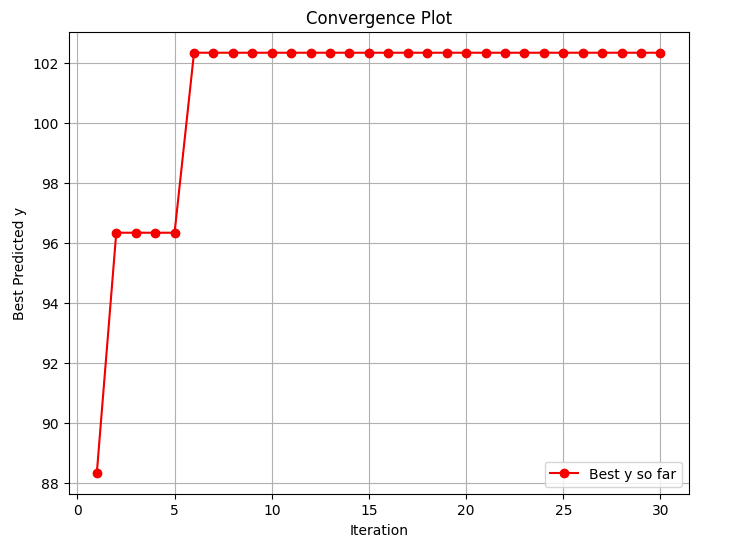 Convergence Plot
102
100
98
96
94
92
90
88
Best Predicted y
0 5 10 15 20 25 30
Iteration
Best y so far